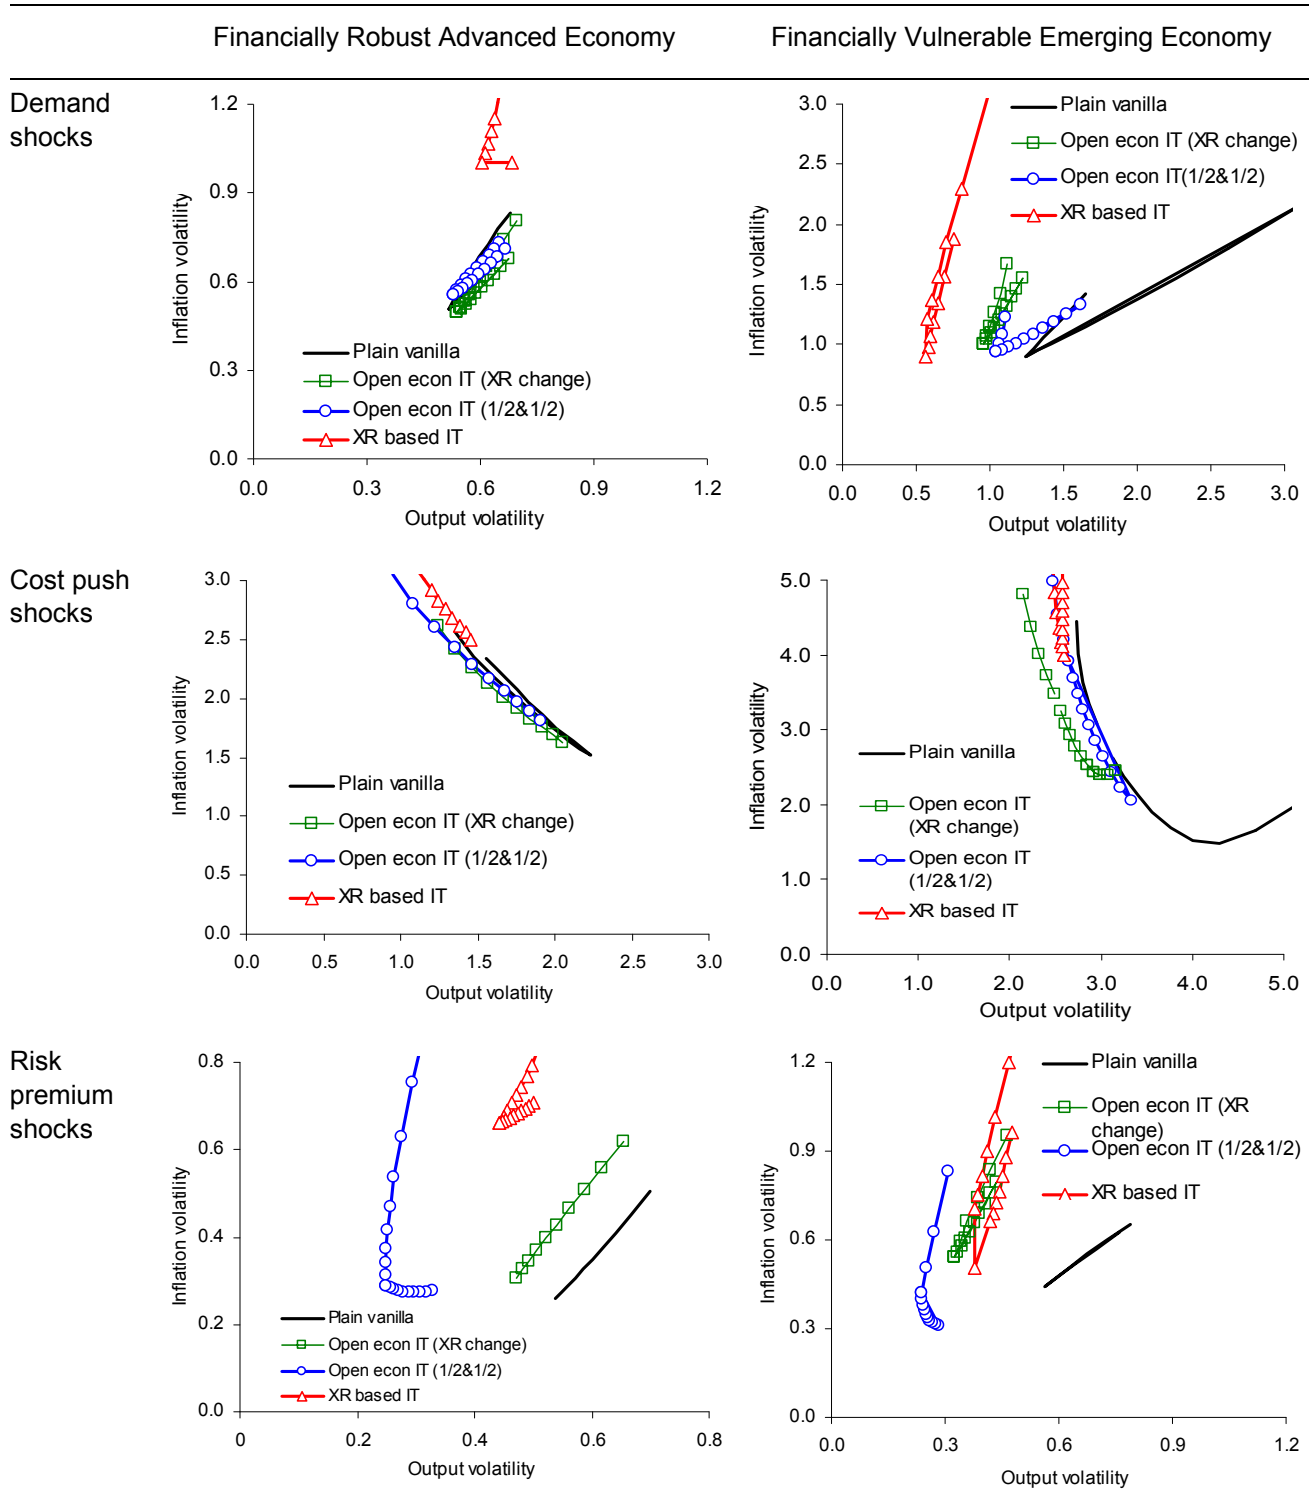 Financially Robust Advanced Economy
Financially Vulnerable Emerging Economy
Demand
shocks
1.2
0.9
0.6
0.3
0.0
Inflation volatility
Plain vanilla
Open econ IT (XR change)
Open econ IT (1/2&1/2)
XR based IT
0.0 0.3 0.6 0.9 1.2
Output volatility
3.0
2.5
2.0
1.5
1.0
0.5
0.0
Inflation volatility
Plain vanilla
Open econ IT (XR change)
Open econ IT(1/2&1/2)
XR based IT
0.0 0.5 1.0 1.5 2.0 2.5 3.0
Output volatility
Cost push
shocks
3.0
2.5
2.0
1.5
1.0
0.5
0.0
Inflation volatility
Plain vanilla
Open econ IT (XR change)
Open econ IT (1/2&1/2)
XR based IT
0.0 0.5 1.0 1.5 2.0 2.5 3.0
Output volatility
5.0
4.0
3.0
2.0
1.0
0.0
Inflation volatility
Plain vanilla
Open econ IT
(XR change)
Open econ IT
(1/2&1/2)
XR based IT
0.0 1.0 2.0 3.0 4.0 5.0
Output volatility
Risk
premium
shocks
0.8
0.6
0.4
0.2
0.0
Inflation volatility
Plain vanilla
Open econ IT (XR change)
Open econ IT (1/2&1/2)
XR based IT
0 0.2 0.4 0.6 0.8
Output volatility
1.2
0.9
0.6
0.3
0.0
Inflation volatility
Plain vanilla
Open econ IT (XR
change)
Open econ IT (1/2&1/2)
XR based IT
0.0 0.3 0.6 0.9 1.2
Output volatility